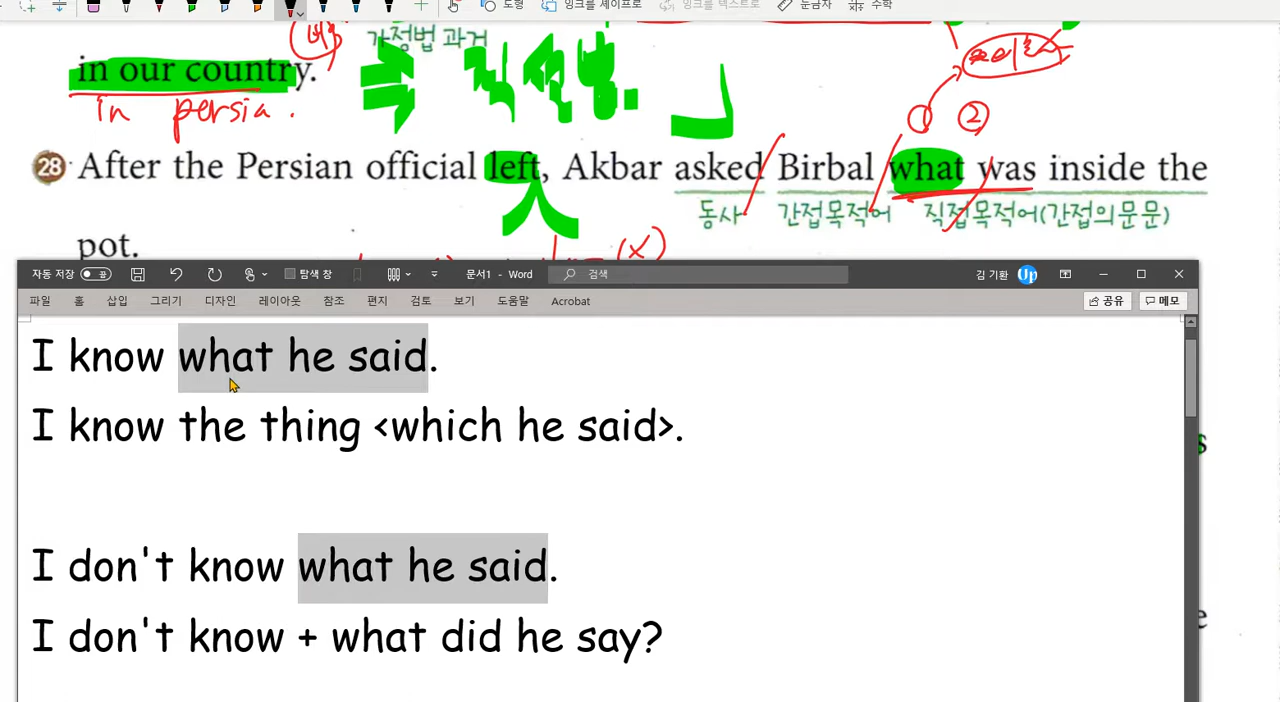 도형 잉크를 셰이프로 잉크를 텍스트로 눈금자 수학
가정법 과거
in our country.
in persia.
즉 직설법.
① ②
28 After the Persian official left, Akbar asked Birbal what was inside the
동사 간접목적어 직접목적어(간접의문문)
pot.
(x)
자동 저장 탐색 창 문서1 - Word 검색 김 기환 Up
파일 홈 삽입 그리기 디자인 레이아웃 참조 편지 검토 보기 도움말 Acrobat 공유 메모
I know what he said.
I know the thing <which he said>.
I don't know what he said.
I don't know + what did he say?